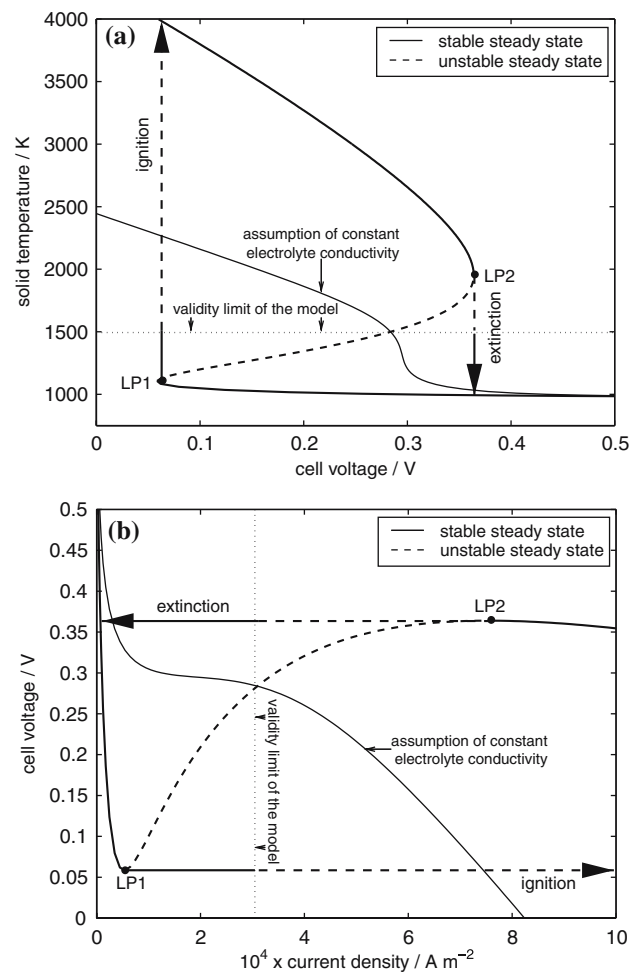 (a)
stable steady state
unstable steady state
4000
3500
3000
2500
2000
1500
1000
solid temperature / K
ignition
assumption of constant
electrolyte conductivity
validity limit of the model
LP2
extinction
LP1
0
0.1
0.2
0.3
0.4
0.5
cell voltage / V
(b)
stable steady state
unstable steady state
0.5
0.45
0.4
0.35
0.3
0.25
0.2
0.15
0.1
0.05
0
cell voltage / V
extinction
LP2
validity limit of the model
assumption of constant
electrolyte conductivity
LP1
ignition
0
2
4
6
8
10
10⁴ x current density / A m⁻²